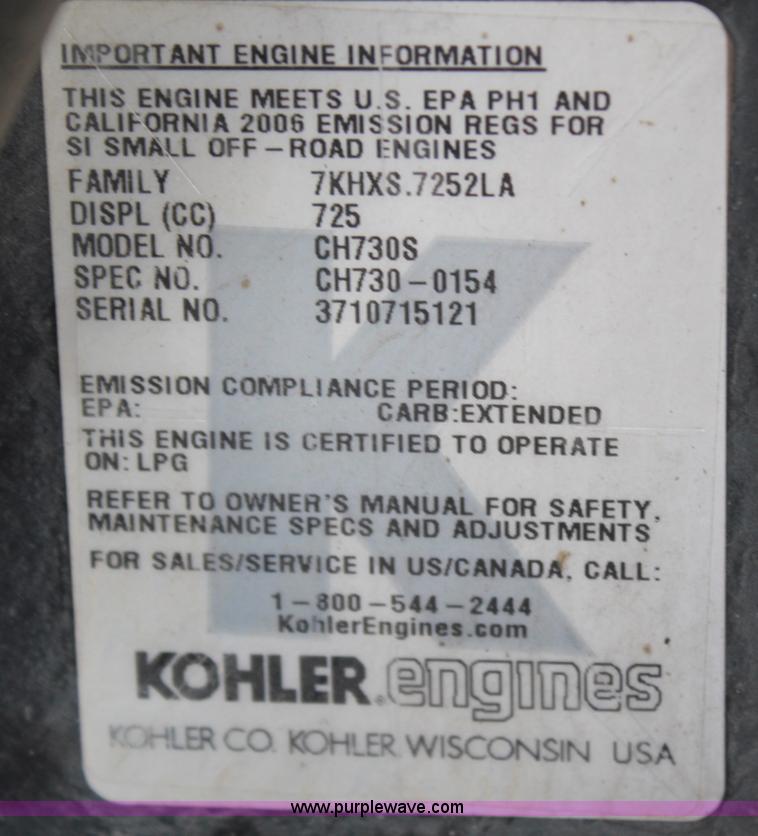 IMPORTANT ENGINE INFORMATION
THIS ENGINE MEETS U.S. EPA PH1 AND
CALIFORNIA 2006 EMISSION REGS FOR
SI SMALL OFF-ROAD ENGINES
FAMILY 7KHXS.7252LA
DISPL (CC) 725
MODEL NO. CH730S
SPEC NO. CH730-0154
SERIAL NO. 3710715121
EMISSION COMPLIANCE PERIOD:
EPA: CARB:EXTENDED
THIS ENGINE IS CERTIFIED TO OPERATE
ON: LPG
REFER TO OWNER'S MANUAL FOR SAFETY,
MAINTENANCE SPECS AND ADJUSTMENTS
FOR SALES/SERVICE IN US/CANADA, CALL:
1-800-544-2444
KohlerEngines.com
KOHLER engines
KOHLER CO. KOHLER, WISCONSIN USA
www.purplewave.com